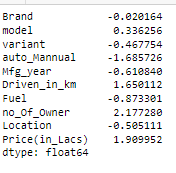 Brand -0.020164
model 0.336256
variant -0.467754
auto_Mannual -1.685726
Mfg_year -0.610840
Driven_in_km 1.650112
Fuel -0.873301
no_Of_Owner 2.177280
Location -0.505111
Price(in_Lacs) 1.909952
dtype: float64